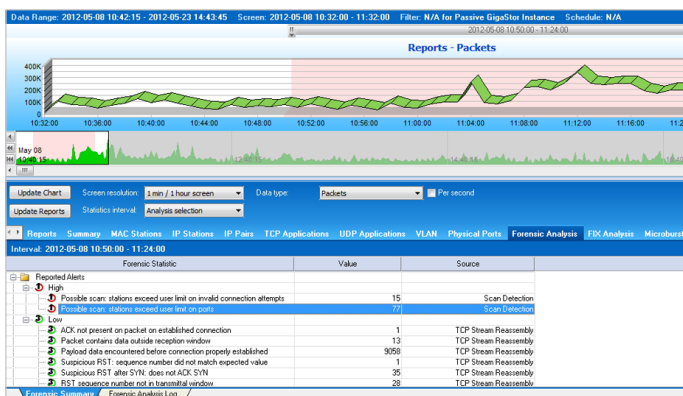 Data Range: 2012-05-08 10:42:15 - 2012-05-23 14:43:45 Screen: 2012-05-08 10:32:00 - 11:32:00 Filter: N/A for Passive GigaStor Instance Schedule: N/A
2012-05-08 10:50:00 - 11:24:00
Reports - Packets
400K
300K
200K
100K
0
10:32:00 10:36:00 10:40:00 10:44:00 10:48:00 10:52:00 10:56:00 11:00:00 11:04:00 11:08:00 11:12:00 11:16:00 11:2
May 08
Update Chart Screen resolution: 1 min / 1 hour screen Data type: Packets Per second
Update Reports Statistics interval: Analysis selection
Reports Summary MAC Stations IP Stations IP Pairs TCP Applications UDP Applications VLAN Physical Ports Forensic Analysis FIX Analysis Microburst
Interval: 2012-05-08 10:50:00 - 11:24:00
Forensic Statistic Value Source
Reported Alerts
High
Possible scan: stations exceed user limit on invalid connection attempts 15 Scan Detection
Possible scan: stations exceed user limit on ports 77 Scan Detection
Low
ACK not present on packet on established connection 1 TCP Stream Reassembly
Packet contains data outside reception window 13 TCP Stream Reassembly
Payload data encountered before connection properly established 9058 TCP Stream Reassembly
Suspicious RST: sequence number did not match expected value 1 TCP Stream Reassembly
Suspicious RST after SYN: does not ACK SYN 35 TCP Stream Reassembly
RST sequence number not in transmittal window 28 TCP Stream Reassembly
Forensic Summary Forensic Analysis Log